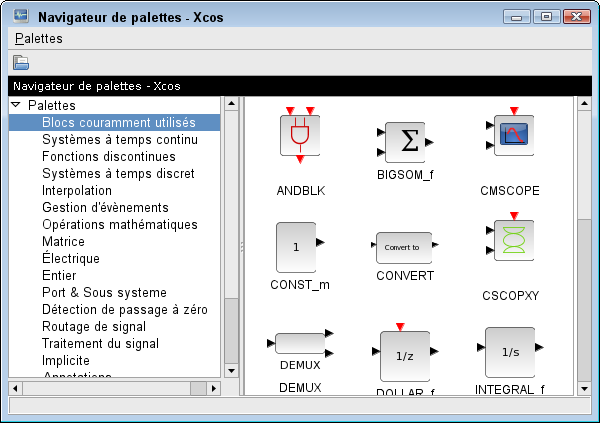 Navigateur de palettes - Xcos
Palettes
Navigateur de palettes - Xcos
Palettes
Blocs couramment utilisés
Systèmes à temps continu
Fonctions discontinues
Systèmes à temps discret
Interpolation
Gestion d'évènements
Opérations mathématiques
Matrice
Électrique
Entier
Port & Sous systeme
Détection de passage à zéro
Routage de signal
Traitement du signal
Implicite
Annotations
ANDBLK
Σ
BIGSOM_f
CMSCOPE
1
CONST_m
Convert to
CONVERT
CSCOPXY
DEMUX
DEMUX
1/z
DOLLAR_f
1/s
INTEGRAL_f